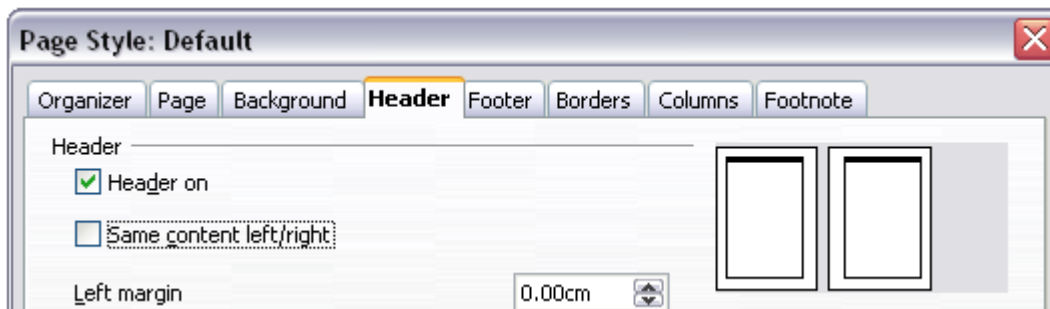 Page Style: Default
Organizer Page Background Header Footer Borders Columns Footnote
Header
Header on
Same content left/right
Left margin 0.00cm